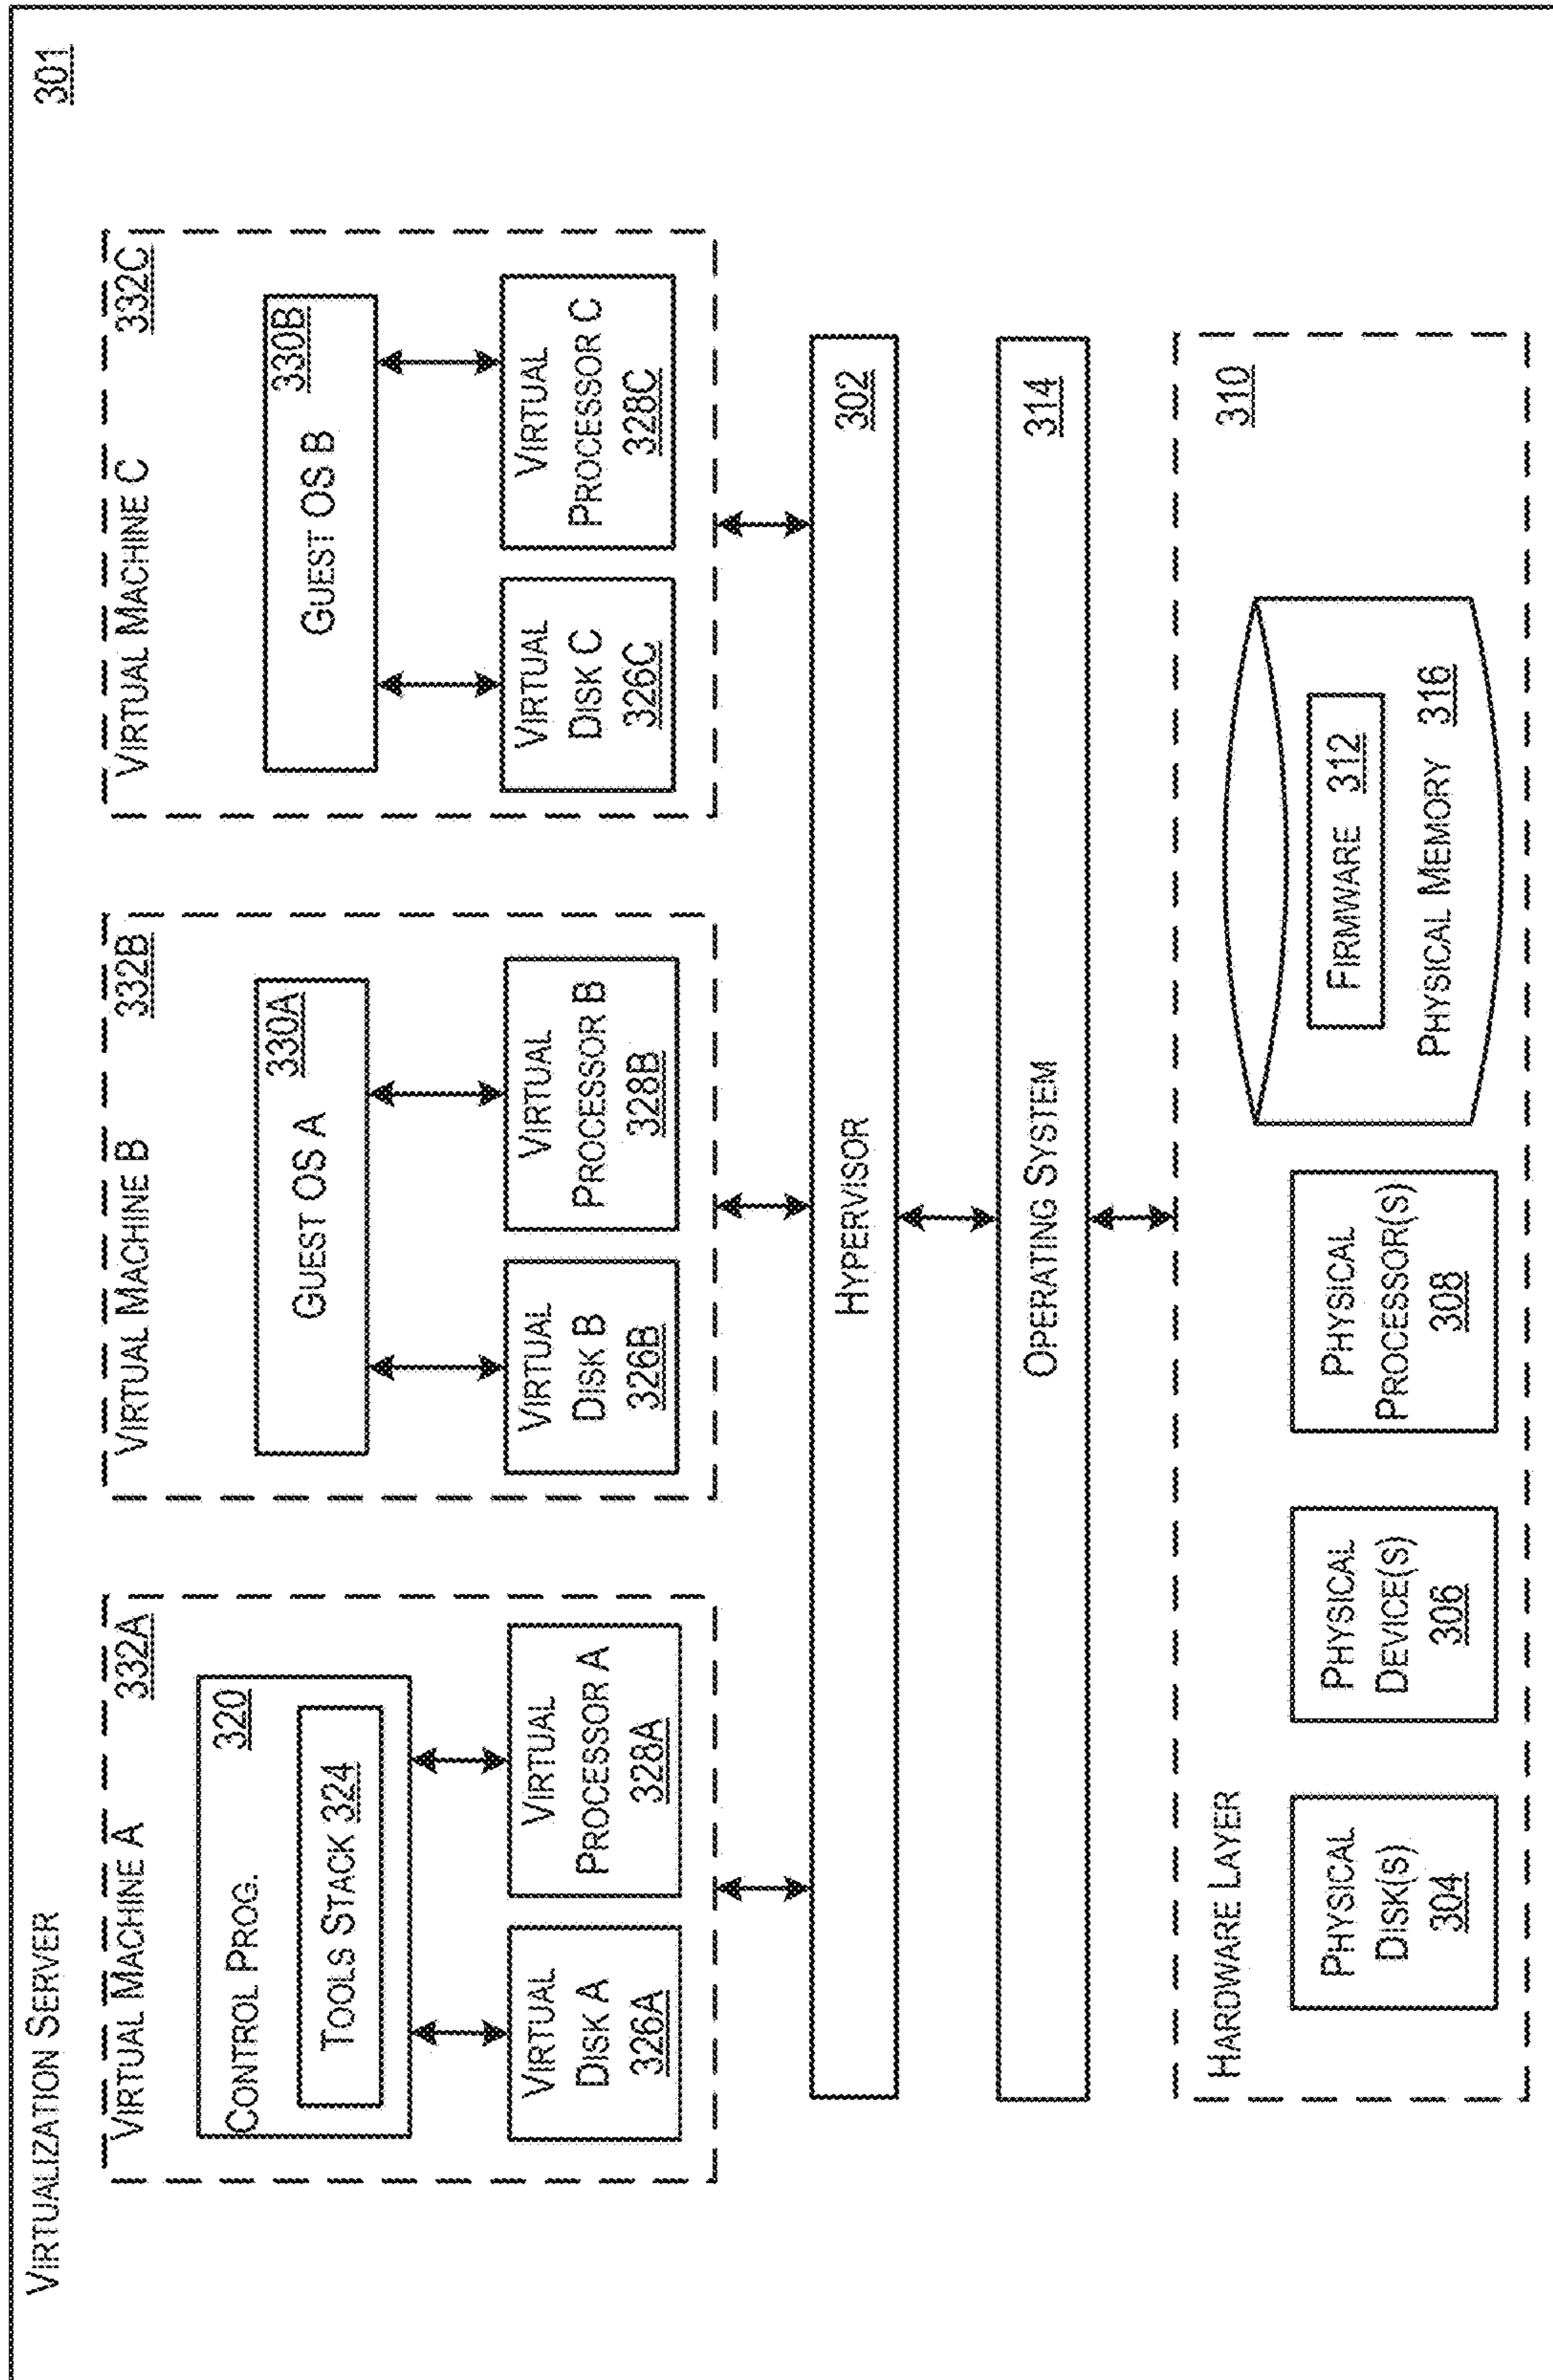 VIRTUALIZATION SERVER
301
VIRTUAL MACHINE A
332A
CONTROL PROG.
320
TOOLS STACK 324
VIRTUAL
DISK A
326A
VIRTUAL
PROCESSOR A
328A
VIRTUAL MACHINE B
332B
GUEST OS A
330A
VIRTUAL
DISK B
326B
VIRTUAL
PROCESSOR B
328B
VIRTUAL MACHINE C
332C
GUEST OS B
330B
VIRTUAL
DISK C
326C
VIRTUAL
PROCESSOR C
328C
HYPERVISOR
302
OPERATING SYSTEM
314
HARDWARE LAYER
310
PHYSICAL
DISK(S)
304
PHYSICAL
DEVICE(S)
306
PHYSICAL
PROCESSOR(S)
308
FIRMWARE 312
PHYSICAL MEMORY 316